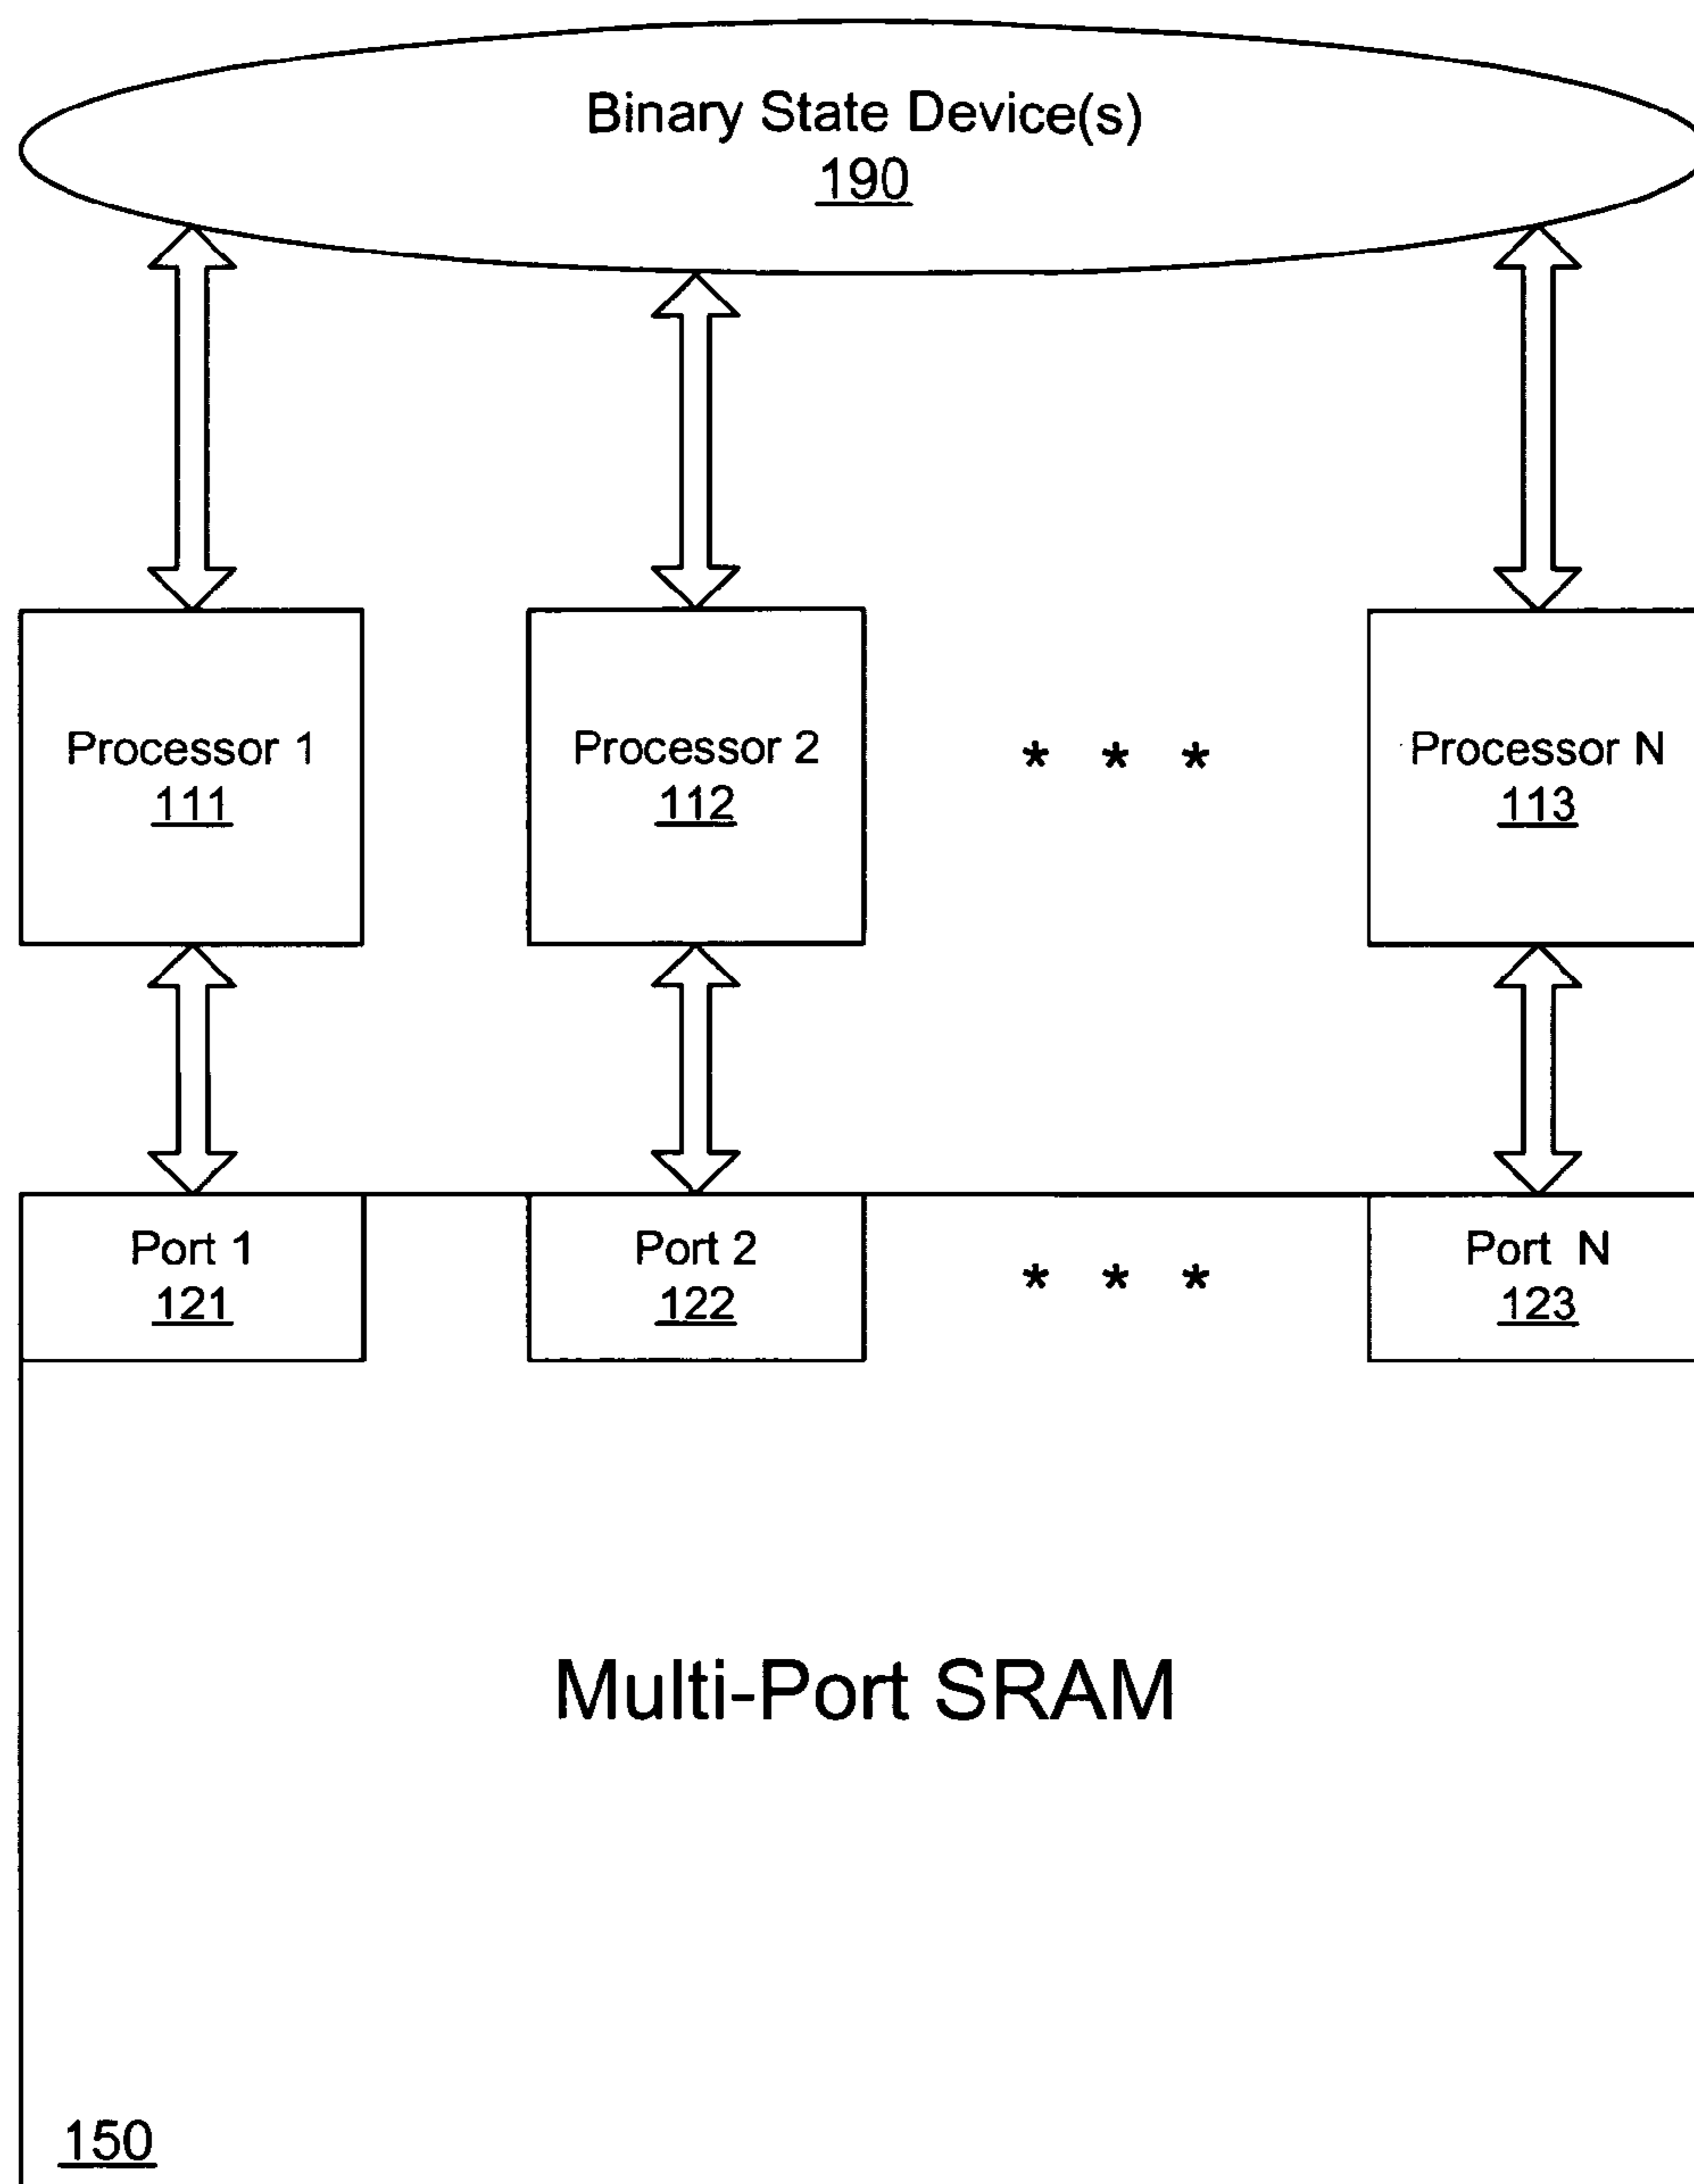 Binary State Device(s)
190
Processor 1
111
Processor 2
112
* * *
Processor N
113
Port 1
121
Port 2
122
* * *
Port N
123
Multi-Port SRAM
150